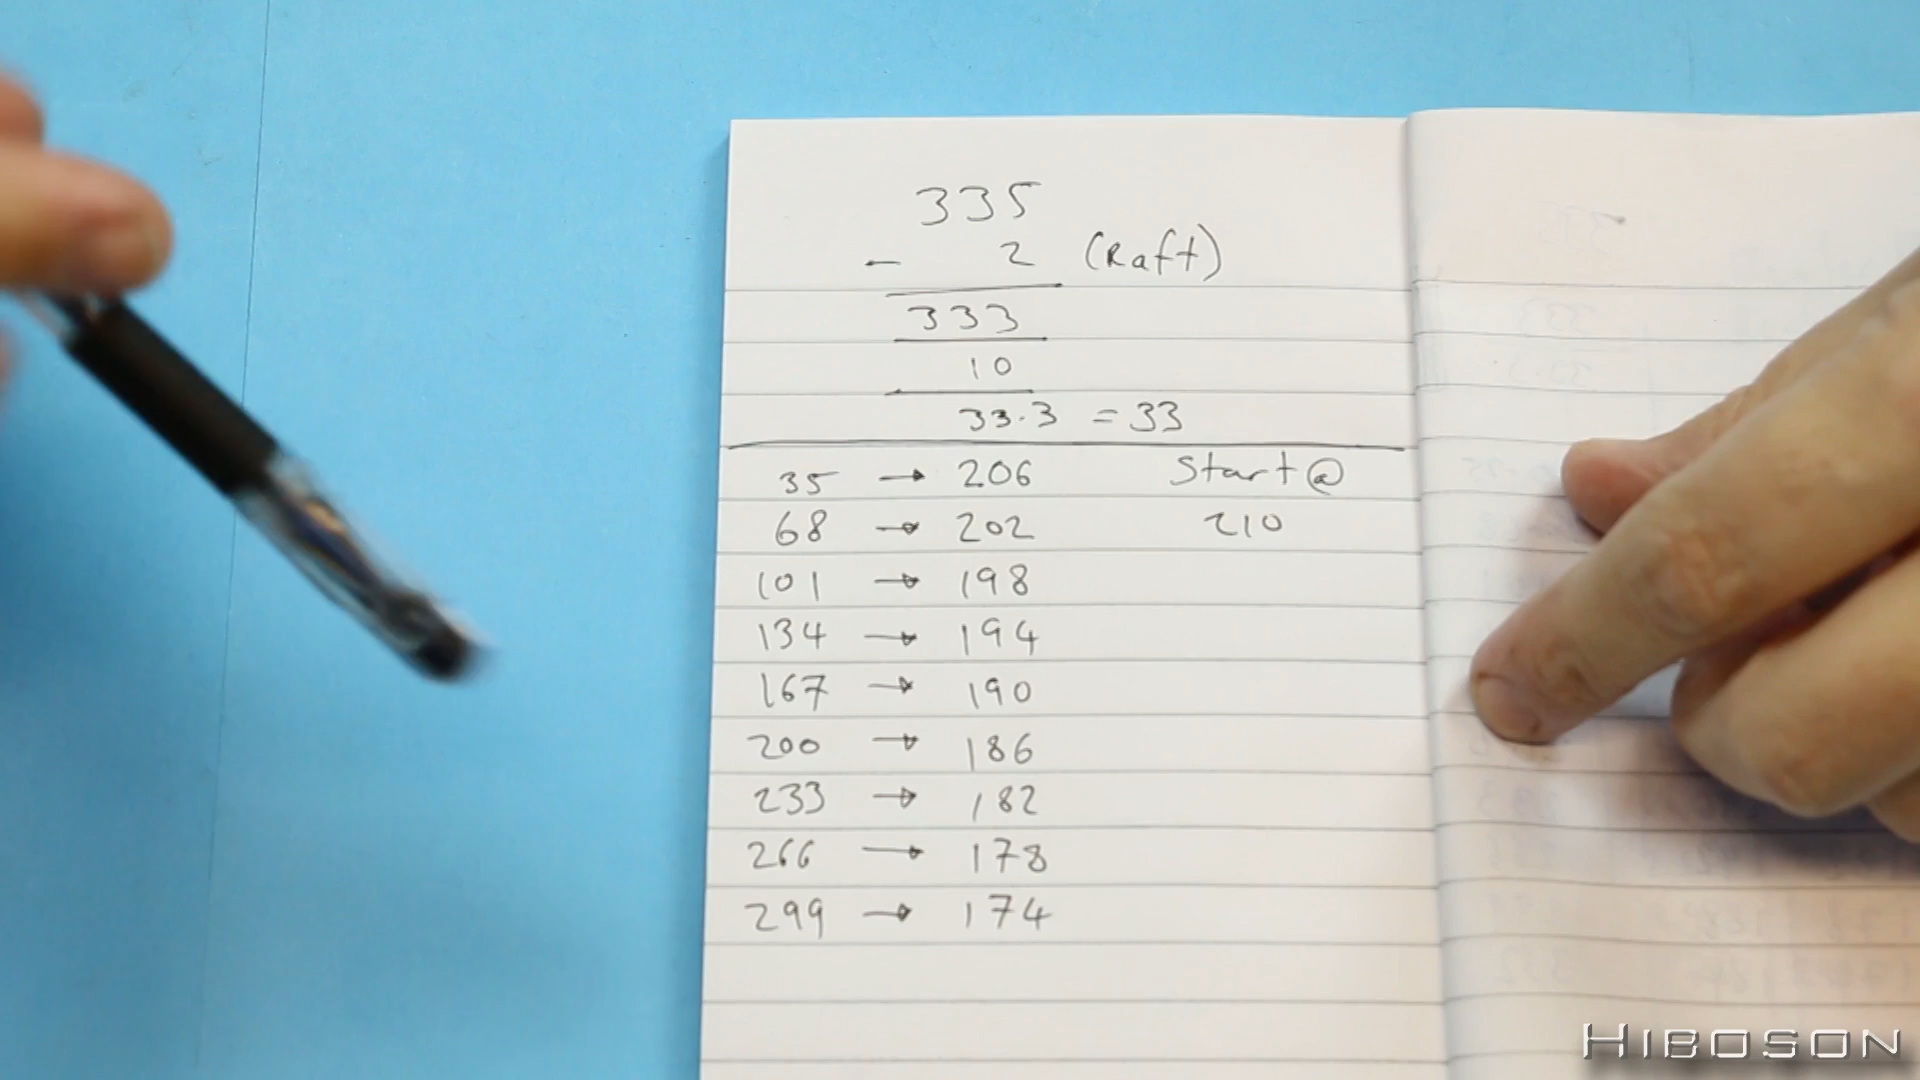 335
- 2 (Raft)
333
10
33.3 = 33
35 → 206 Start @
68 → 202 210
101 → 198
134 → 194
167 → 190
200 → 186
233 → 182
266 → 178
299 → 174
HIBOSON